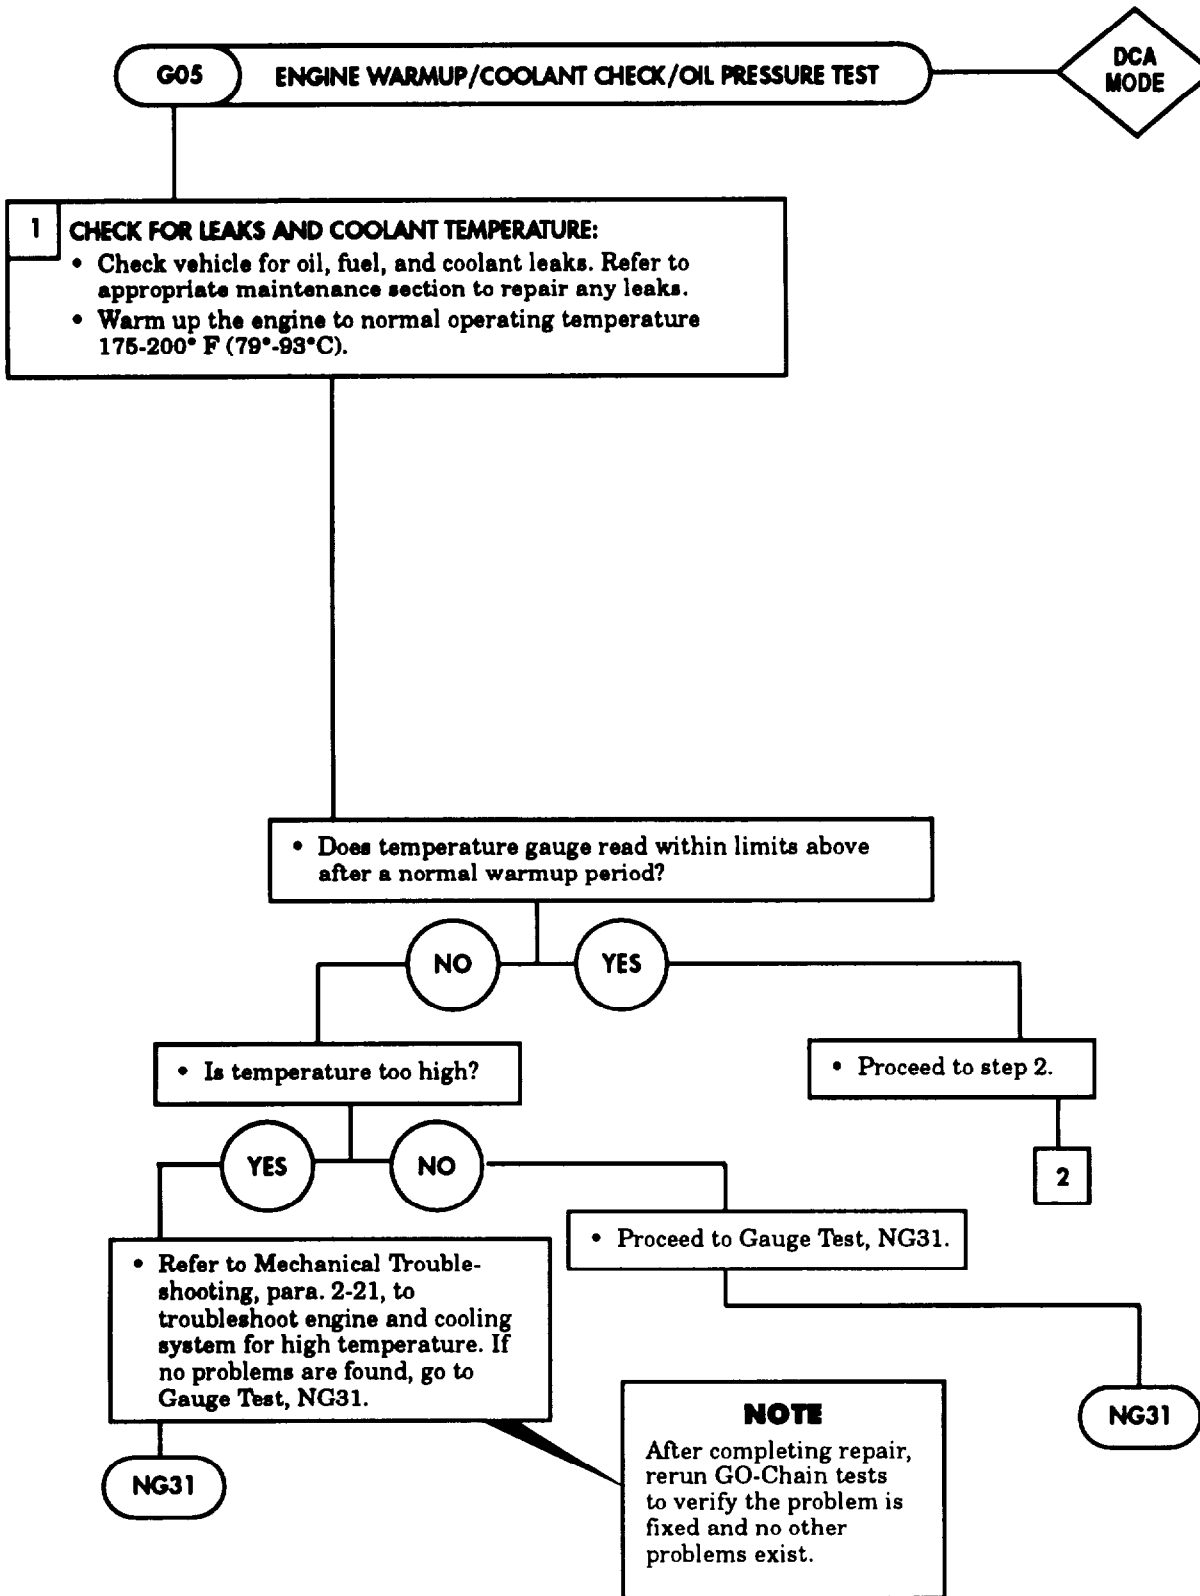 G05 ENGINE WARMUP/COOLANT CHECK/OIL PRESSURE TEST
DCA
MODE
1
CHECK FOR LEAKS AND COOLANT TEMPERATURE:
• Check vehicle for oil, fuel, and coolant leaks. Refer to
appropriate maintenance section to repair any leaks.
• Warm up the engine to normal operating temperature
175-200° F (79°-93°C).
• Does temperature gauge read within limits above
after a normal warmup period?
NO
YES
• Is temperature too high?
• Proceed to step 2.
YES
NO
2
• Proceed to Gauge Test, NG31.
• Refer to Mechanical Trouble-
shooting, para. 2-21, to
troubleshoot engine and cooling
system for high temperature. If
no problems are found, go to
Gauge Test, NG31.
NG31
NG31
NOTE
After completing repair,
rerun GO-Chain tests
to verify the problem is
fixed and no other
problems exist.